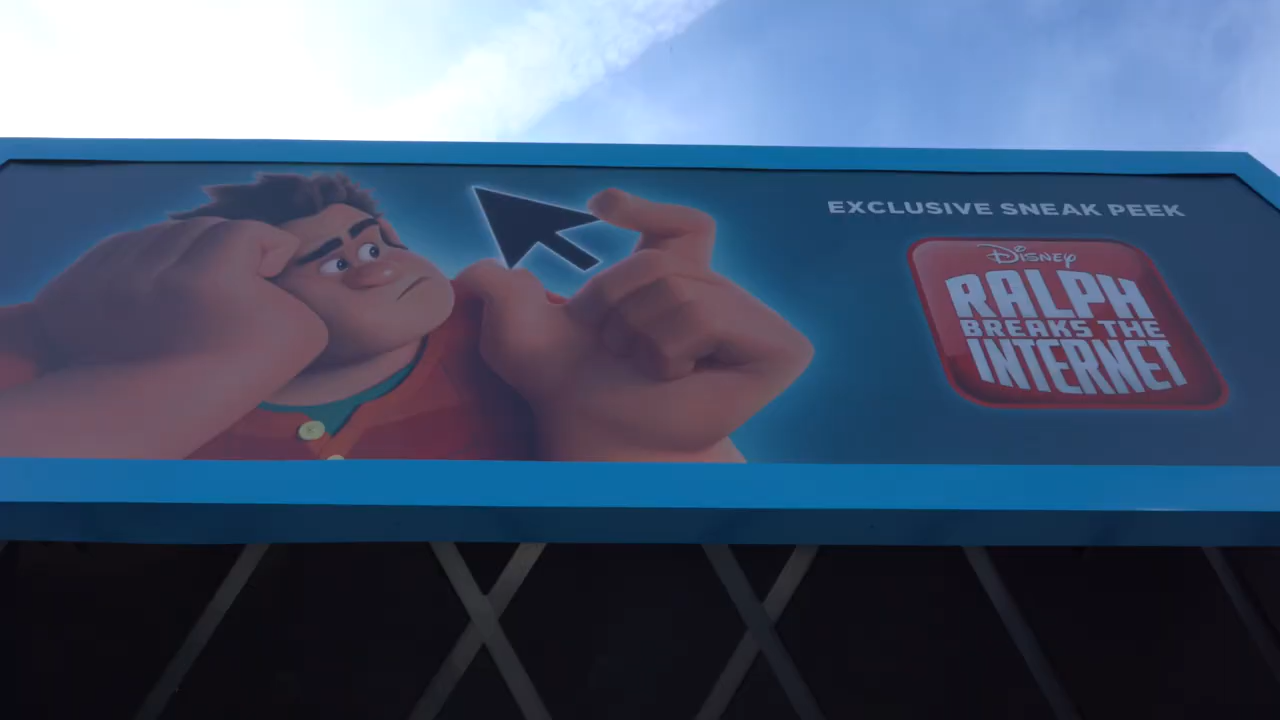 EXCLUSIVE SNEAK PEEK
DISNEY
RALPH
BREAKS THE
INTERNET